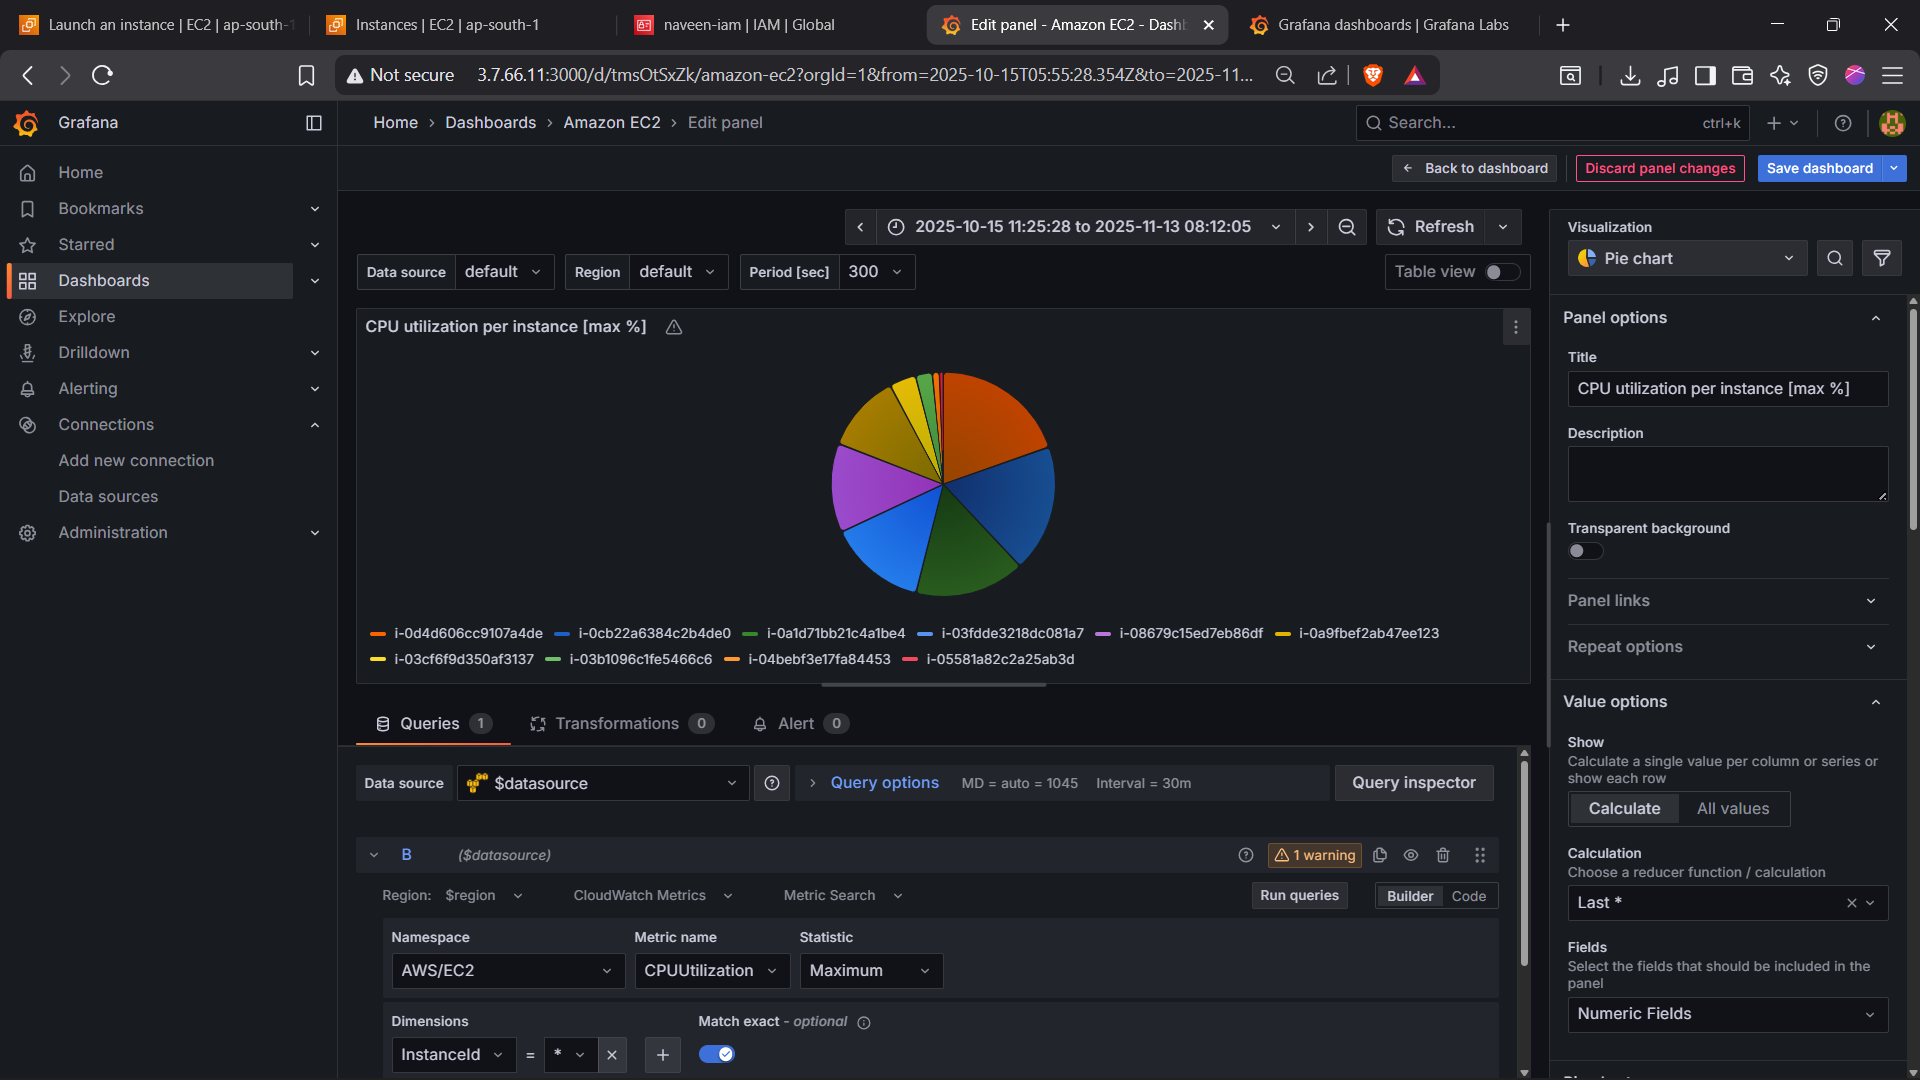 Launch an instance | EC2 | ap-south-1
Instances | EC2 | ap-south-1
naveen-iam | IAM | Global
Edit panel - Amazon EC2 - Dashb
Grafana dashboards | Grafana Labs
Not secure 3.7.66.11:3000/d/tmsOtSxZk/amazon-ec2?orgId=1&from=2025-10-15T05:55:28.354Z&to=2025-11...
Grafana
Home › Dashboards › Amazon EC2 › Edit panel
Search... ctrl+k
Back to dashboard
Discard panel changes
Save dashboard
Home
Bookmarks
Starred
Dashboards
Explore
Drilldown
Alerting
Connections
Add new connection
Data sources
Administration
2025-10-15 11:25:28 to 2025-11-13 08:12:05
Refresh
Data source default
Region default
Period [sec] 300
Table view
CPU utilization per instance [max %]
i-0d4d606cc9107a4de i-0cb22a6384c2b4de0 i-0a1d71bb21c4a1be4 i-03fdde3218dc081a7 i-08679c15ed7eb86df i-0a9fbef2ab47ee123
i-03cf6f9d350af3137 i-03b1096c1fe5466c6 i-04bebf3e17fa84453 i-05581a82c2a25ab3d
Queries 1
Transformations 0
Alert 0
Data source $datasource
Query options MD = auto = 1045 Interval = 30m
Query inspector
B ($datasource)
1 warning
Region: $region
CloudWatch Metrics
Metric Search
Run queries
Builder Code
Namespace Metric name Statistic
AWS/EC2 CPUUtilization Maximum
Dimensions
InstanceId = *
Match exact - optional
Visualization
Pie chart
Panel options
Title
CPU utilization per instance [max %]
Description
Transparent background
Panel links
Repeat options
Value options
Show
Calculate a single value per column or series or
show each row
Calculate All values
Calculation
Choose a reducer function / calculation
Last *
Fields
Select the fields that should be included in the
panel
Numeric Fields